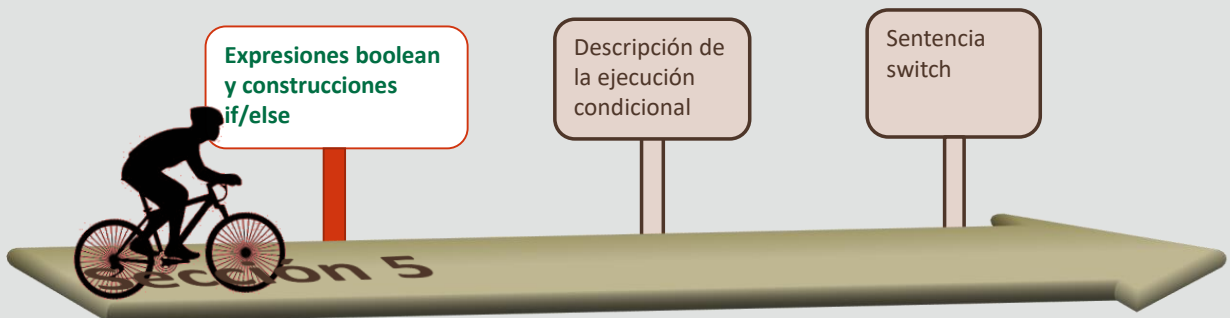 Expresiones boolean
y construcciones
if/else
Descripción de
la ejecución
condicional
Sentencia
switch
Sección 5